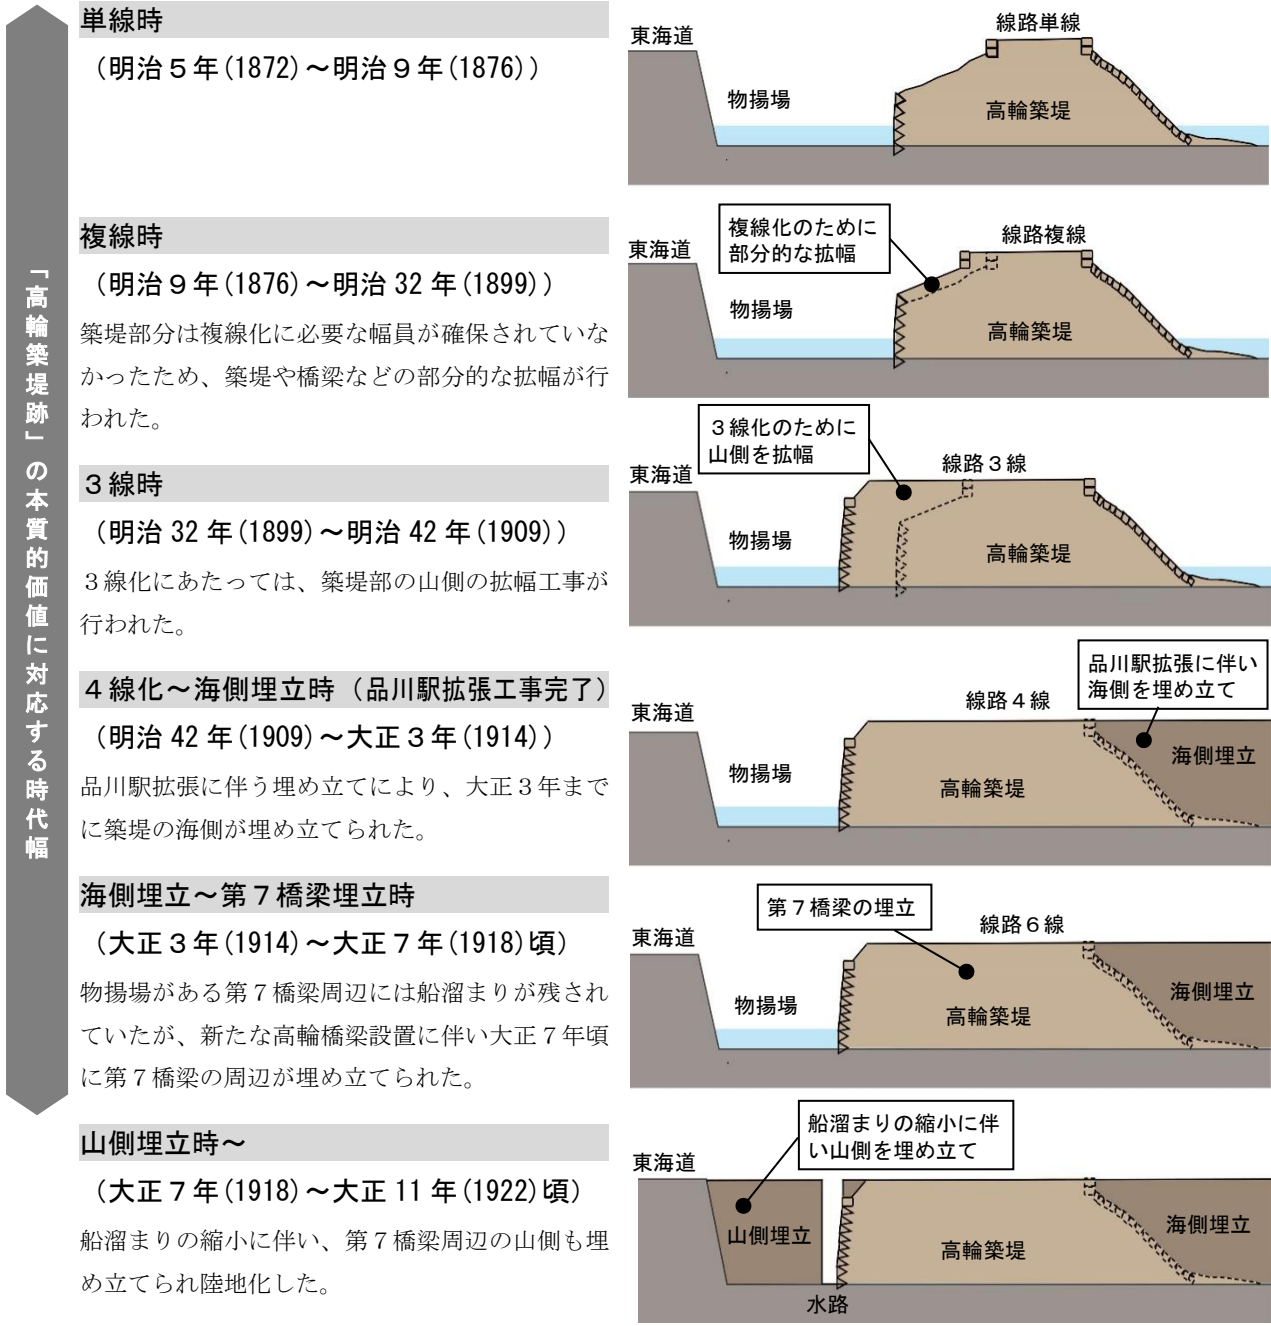 「高輪築堤跡」の本質的価値に対応する時代幅
単線時
（明治５年(1872)～明治９年(1876)）
東海道
線路単線
物揚場
高輪築堤
複線時
（明治９年(1876)～明治 32 年(1899)）
築堤部分は複線化に必要な幅員が確保されていな
かったため、築堤や橋梁などの部分的な拡幅が行
われた。
複線化のために
部分的な拡幅
東海道
線路複線
物揚場
高輪築堤
３線時
（明治 32 年(1899)～明治 42 年(1909)）
３線化にあたっては、築堤部の山側の拡幅工事が
行われた。
３線化のために
山側を拡幅
東海道
線路３線
物揚場
高輪築堤
４線化～海側埋立時（品川駅拡張工事完了）
（明治 42 年(1909)～大正３年(1914)）
品川駅拡張に伴う埋め立てにより、大正３年まで
に築堤の海側が埋め立てられた。
品川駅拡張に伴い
海側を埋め立て
東海道
線路４線
海側埋立
物揚場
高輪築堤
海側埋立～第７橋梁埋立時
（大正３年(1914)～大正７年(1918)頃）
物揚場がある第７橋梁周辺には船溜まりが残され
ていたが、新たな高輪橋梁設置に伴い大正７年頃
に第７橋梁の周辺が埋め立てられた。
第７橋梁の埋立
東海道
線路６線
海側埋立
物揚場
高輪築堤
山側埋立時～
（大正７年(1918)～大正 11 年(1922)頃）
船溜まりの縮小に伴い、第７橋梁周辺の山側も埋
め立てられ陸地化した。
船溜まりの縮小に伴
い山側を埋め立て
東海道
山側埋立
海側埋立
高輪築堤
水路